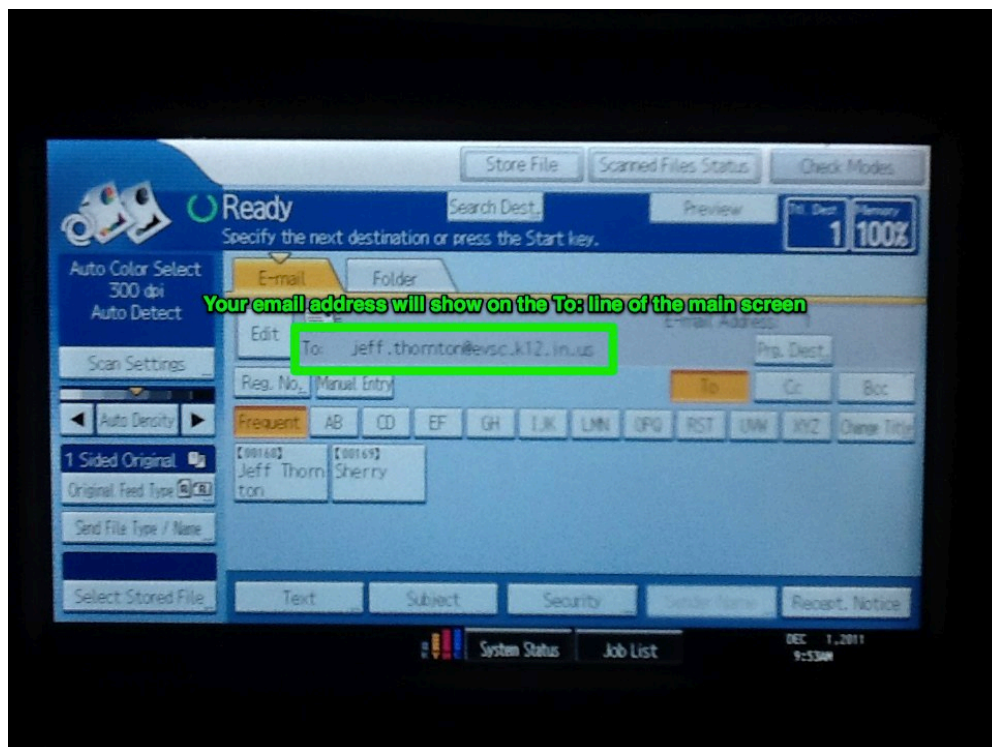 Store File Scanned Files Status Check Modes
Ready Search Dest. Preview Ttl. Dest Memory
1 100%
Specify the next destination or press the Start key.
Auto Color Select
300 dpi
Auto Detect
E-mail Folder
Your email address will show on the To: line of the main screen
Edit E-mail Address: 1
To: jeff.thornton@evsc.k12.in.us
Prg. Dest.
Scan Settings
Reg. No. Manual Entry To Cc Bcc
Auto Density
Frequent AB CD EF GH IJK LMN OPQ RST UVW XYZ Change Title
1 Sided Original
[00168] [00169]
Jeff Thorn Sherry
ton
Original Feed Type
Send File Type / Name
Select Stored File Text Subject Security Sender Name Recept. Notice
System Status Job List
DEC 1,2011
9:53AM